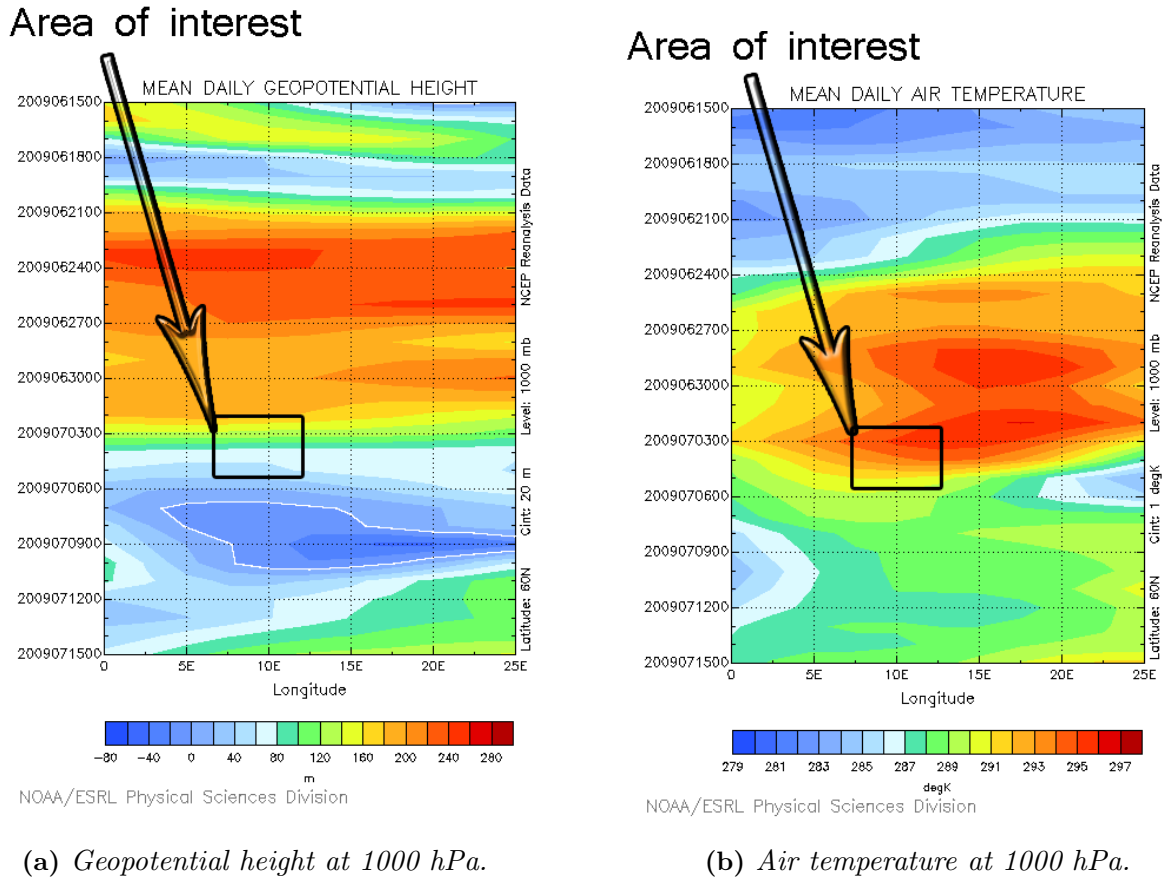 Area of interest
MEAN DAILY GEOPOTENTIAL HEIGHT
2009061500
2009061800
2009062100
2009062400
2009062700
2009063000
2009070300
2009070600
2009070900
2009071200
2009071500
0 5E 10E 15E 20E 25E
Longitude
Latitude: 60N Cint: 20 m Level: 1000 mb NCEP Reanalysis Data
-80 -40 0 40 80 120 160 200 240 280
m
NOAA/ESRL Physical Sciences Division
(a) Geopotential height at 1000 hPa.
Area of interest
MEAN DAILY AIR TEMPERATURE
2009061500
2009061800
2009062100
2009062400
2009062700
2009063000
2009070300
2009070600
2009070900
2009071200
2009071500
0 5E 10E 15E 20E 25E
Longitude
Latitude: 60N Cint: 1 degK Level: 1000 mb NCEP Reanalysis Data
279 281 283 285 287 289 291 293 295 297
degK
NOAA/ESRL Physical Sciences Division
(b) Air temperature at 1000 hPa.